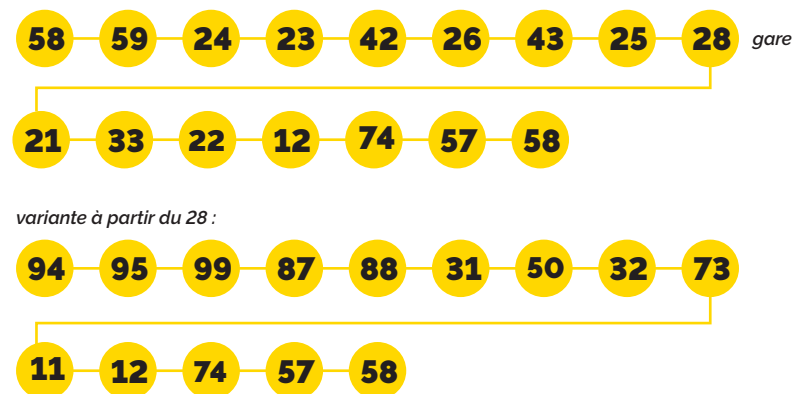 58 59 24 23 42 26 43 25 28 gare
21 33 22 12 74 57 58
variante à partir du 28 :
94 95 99 87 88 31 50 32 73
11 12 74 57 58